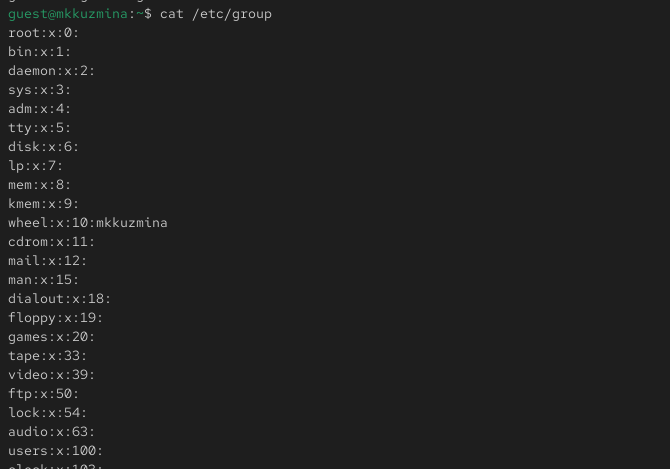 guest@mkkuzmina:~$ cat /etc/group
root:x:0:
bin:x:1:
daemon:x:2:
sys:x:3:
adm:x:4:
tty:x:5:
disk:x:6:
lp:x:7:
mem:x:8:
kmem:x:9:
wheel:x:10:mkkuzmina
cdrom:x:11:
mail:x:12:
man:x:15:
dialout:x:18:
floppy:x:19:
games:x:20:
tape:x:33:
video:x:39:
ftp:x:50:
lock:x:54:
audio:x:63:
users:x:100: